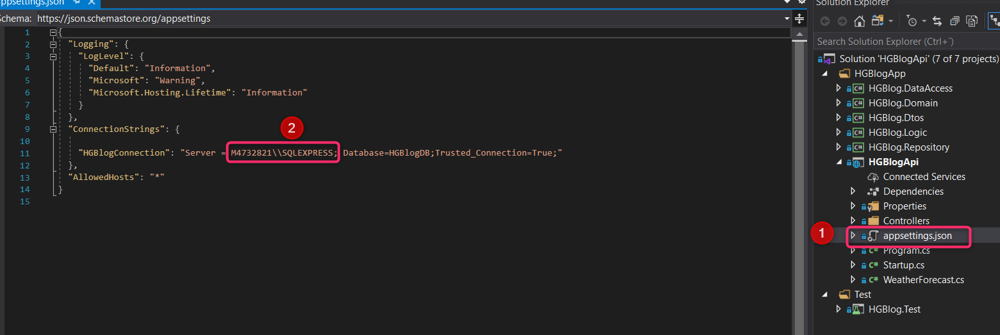 appsettings.json
Schema: https://json.schemastore.org/appsettings
1 {
2 "Logging": {
3 "LogLevel": {
4 "Default": "Information",
5 "Microsoft": "Warning",
6 "Microsoft.Hosting.Lifetime": "Information"
7 }
8 },
9 "ConnectionStrings": {
2
10
11 "HGBlogConnection": "Server = M4732821\\SQLEXPRESS; Database=HGBlogDB;Trusted_Connection=True;"
12 },
13 "AllowedHosts": "*"
14 }
15
Solution Explorer
Search Solution Explorer (Ctrl+´)
Solution 'HGBlogApi' (7 of 7 projects)
HGBlogApp
C# HGBlog.DataAccess
C# HGBlog.Domain
C# HGBlog.Dtos
C# HGBlog.Logic
C# HGBlog.Repository
HGBlogApi
Connected Services
Dependencies
Properties
Controllers
1 appsettings.json
C# Program.cs
C# Startup.cs
C# WeatherForecast.cs
Test
HGBlog.Test